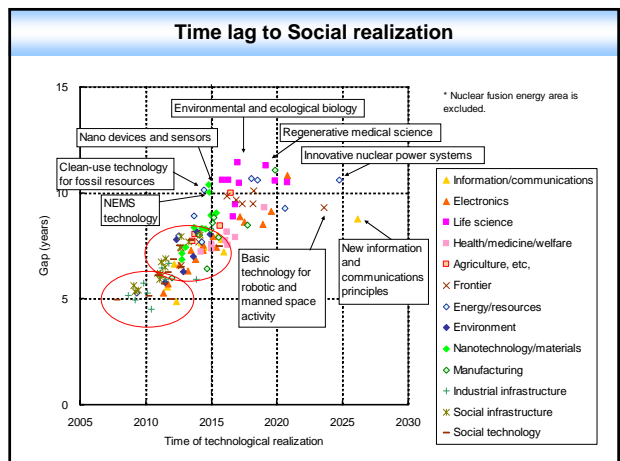 Time lag to Social realization
15
10
5
0
2005
2010
2015
2020
2025
2030
Gap (years)
Time of technological realization
* Nuclear fusion energy area is
excluded.
Environmental and ecological biology
Regenerative medical science
Nano devices and sensors
Innovative nuclear power systems
Clean-use technology
for fossil resources
NEMS
technology
Basic
technology for
robotic and
manned space
activity
New information
and
communications
principles
Information/communications
Electronics
Life science
Health/medicine/welfare
Agriculture, etc,
Frontier
Energy/resources
Environment
Nanotechnology/materials
Manufacturing
Industrial infrastructure
Social infrastructure
Social technology